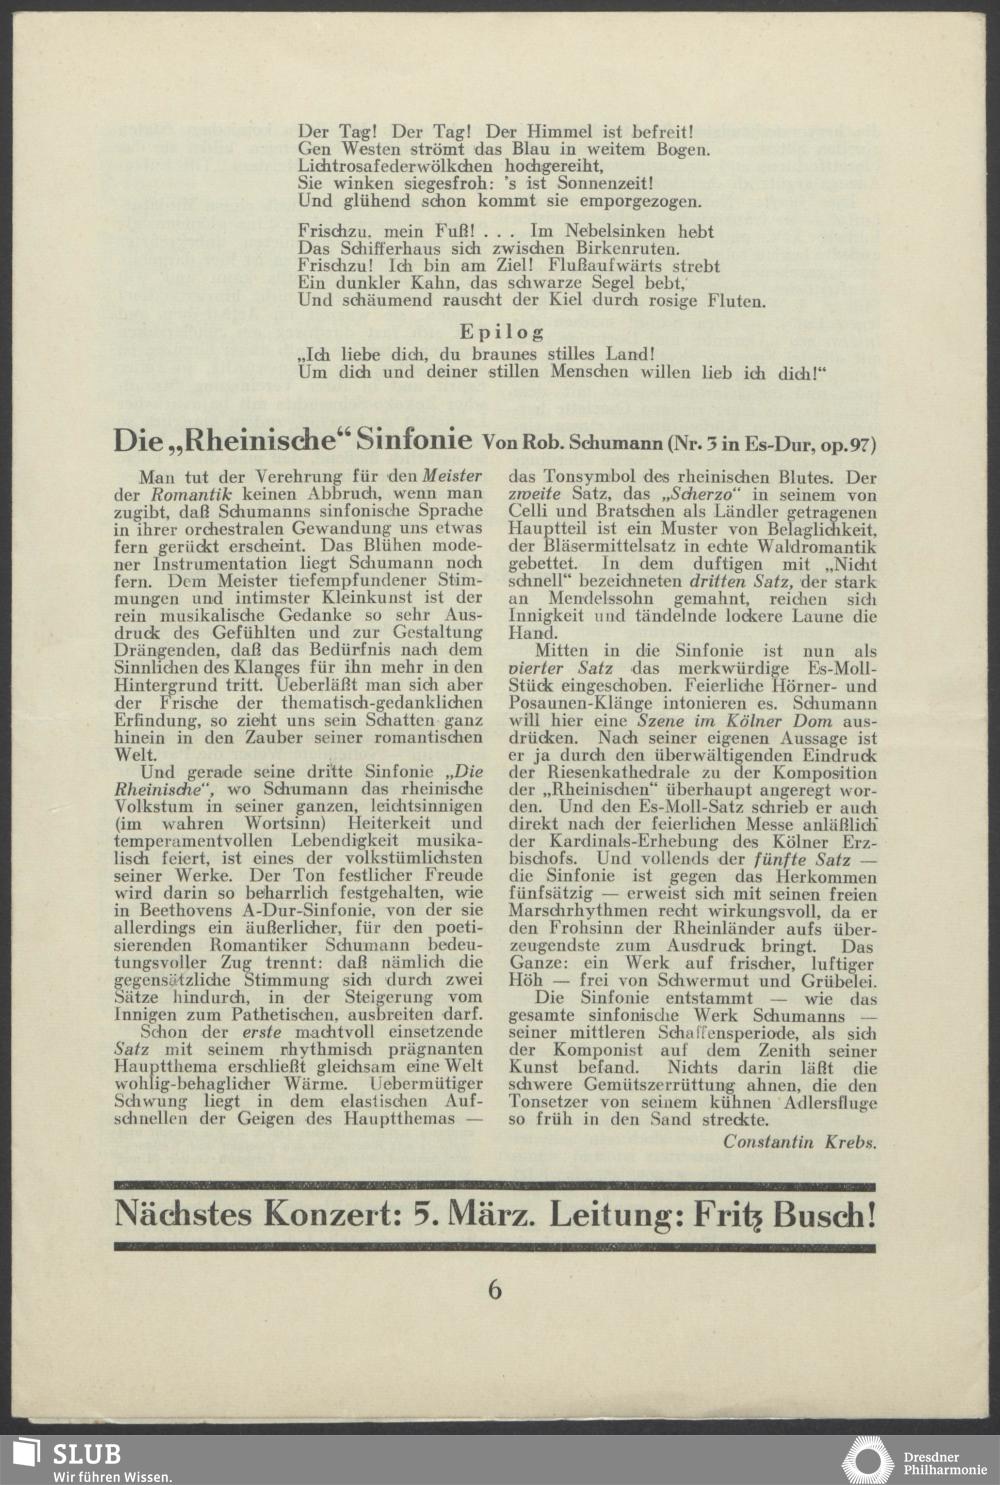 Der Tag! Der Tag! Der Himmel ist befreit!
Gen Westen strömt das Blau in weitem Bogen.
Lichtrosafederwölkchen hochgereiht,
Sie winken siegesfroh: 's ist Sonnenzeit!
Und glühend schon kommt sie emporgezogen.
Frischzu, mein Fuß! . . . Im Nebelsinken hebt
Das Schifferhaus sich zwischen Birkenruten.
Frischzu! Ich bin am Ziel! Flußaufwärts strebt
Ein dunkler Kahn, das schwarze Segel bebt,
Und schäumend rauscht der Kiel durch rosige Fluten.
Epilog
„Ich liebe dich, du braunes stilles Land!
Um dich und deiner stillen Menschen willen lieb ich dich!“
Die „Rheinische“ Sinfonie Von Rob. Schumann (Nr. 3 in Es-Dur, op. 97)
Man tut der Verehrung für den Meister
der Romantik keinen Abbruch, wenn man
zugibt, daß Schumanns sinfonische Sprache
in ihrer orchestralen Gewandung uns etwas
fern gerückt erscheint. Das Blühen mode-
ner Instrumentation liegt Schumann noch
fern. Dem Meister tiefempfundener Stim-
mungen und intimster Kleinkunst ist der
rein musikalische Gedanke so sehr Aus-
druck des Gefühlten und zur Gestaltung
Drängenden, daß das Bedürfnis nach dem
Sinnlichen des Klanges für ihn mehr in den
Hintergrund tritt. Ueberläßt man sich aber
der Frische der thematisch-gedanklichen
Erfindung, so zieht uns sein Schatten ganz
hinein in den Zauber seiner romantischen
Welt.
Und gerade seine dritte Sinfonie „Die
Rheinische“, wo Schumann das rheinische
Volkstum in seiner ganzen, leichtsinnigen
(im wahren Wortsinn) Heiterkeit und
temperamentvollen Lebendigkeit musika-
lisch feiert, ist eines der volkstümlichsten
seiner Werke. Der Ton festlicher Freude
wird darin so beharrlich festgehalten, wie
in Beethovens A-Dur-Sinfonie, von der sie
allerdings ein äußerlicher, für den poeti-
sierenden Romantiker Schumann bedeu-
tungsvoller Zug trennt: daß nämlich die
gegensätzliche Stimmung sich durch zwei
Sätze hindurch, in der Steigerung vom
Innigen zum Pathetischen, ausbreiten darf.
Schon der erste machtvoll einsetzende
Satz mit seinem rhythmisch prägnanten
Hauptthema erschließt gleichsam eine Welt
wohlig-behaglicher Wärme. Uebermütiger
Schwung liegt in dem elastischen Auf-
schnellen der Geigen des Hauptthemas —
das Tonsymbol des rheinischen Blutes. Der
zweite Satz, das „Scherzo“ in seinem von
Celli und Bratschen als Ländler getragenen
Hauptteil ist ein Muster von Belaglichkeit,
der Bläsermittelsatz in echte Waldromantik
gebettet. In dem duftigen mit „Nicht
schnell“ bezeichneten dritten Satz, der stark
an Mendelssohn gemahnt, reichen sich
Innigkeit und tändelnde lockere Laune die
Hand.
Mitten in die Sinfonie ist nun als
vierter Satz das merkwürdige Es-Moll-
Stück eingeschoben. Feierliche Hörner- und
Posaunen-Klänge intonieren es. Schumann
will hier eine Szene im Kölner Dom aus-
drücken. Nach seiner eigenen Aussage ist
er ja durch den überwältigenden Eindruck
der Riesenkathedrale zu der Komposition
der „Rheinischen“ überhaupt angeregt wor-
den. Und den Es-Moll-Satz schrieb er auch
direkt nach der feierlichen Messe anläßlich
der Kardinals-Erhebung des Kölner Erz-
bischofs. Und vollends der fünfte Satz —
die Sinfonie ist gegen das Herkommen
fünfsätzig — erweist sich mit seinen freien
Marschrhythmen recht wirkungsvoll, da er
den Frohsinn der Rheinländer aufs über-
zeugendste zum Ausdruck bringt. Das
Ganze: ein Werk auf frischer, luftiger
Höh — frei von Schwermut und Grübelei.
Die Sinfonie entstammt — wie das
gesamte sinfonische Werk Schumanns —
seiner mittleren Schaffensperiode, als sich
der Komponist auf dem Zenith seiner
Kunst befand. Nichts darin läßt die
schwere Gemütszerrüttung ahnen, die den
Tonsetzer von seinem kühnen Adlersfluge
so früh in den Sand streckte.
Constantin Krebs.
Nächstes Konzert: 5. März. Leitung: Fritz Busch!
6
SLUB
Wir führen Wissen.
Dresdner
Philharmonie